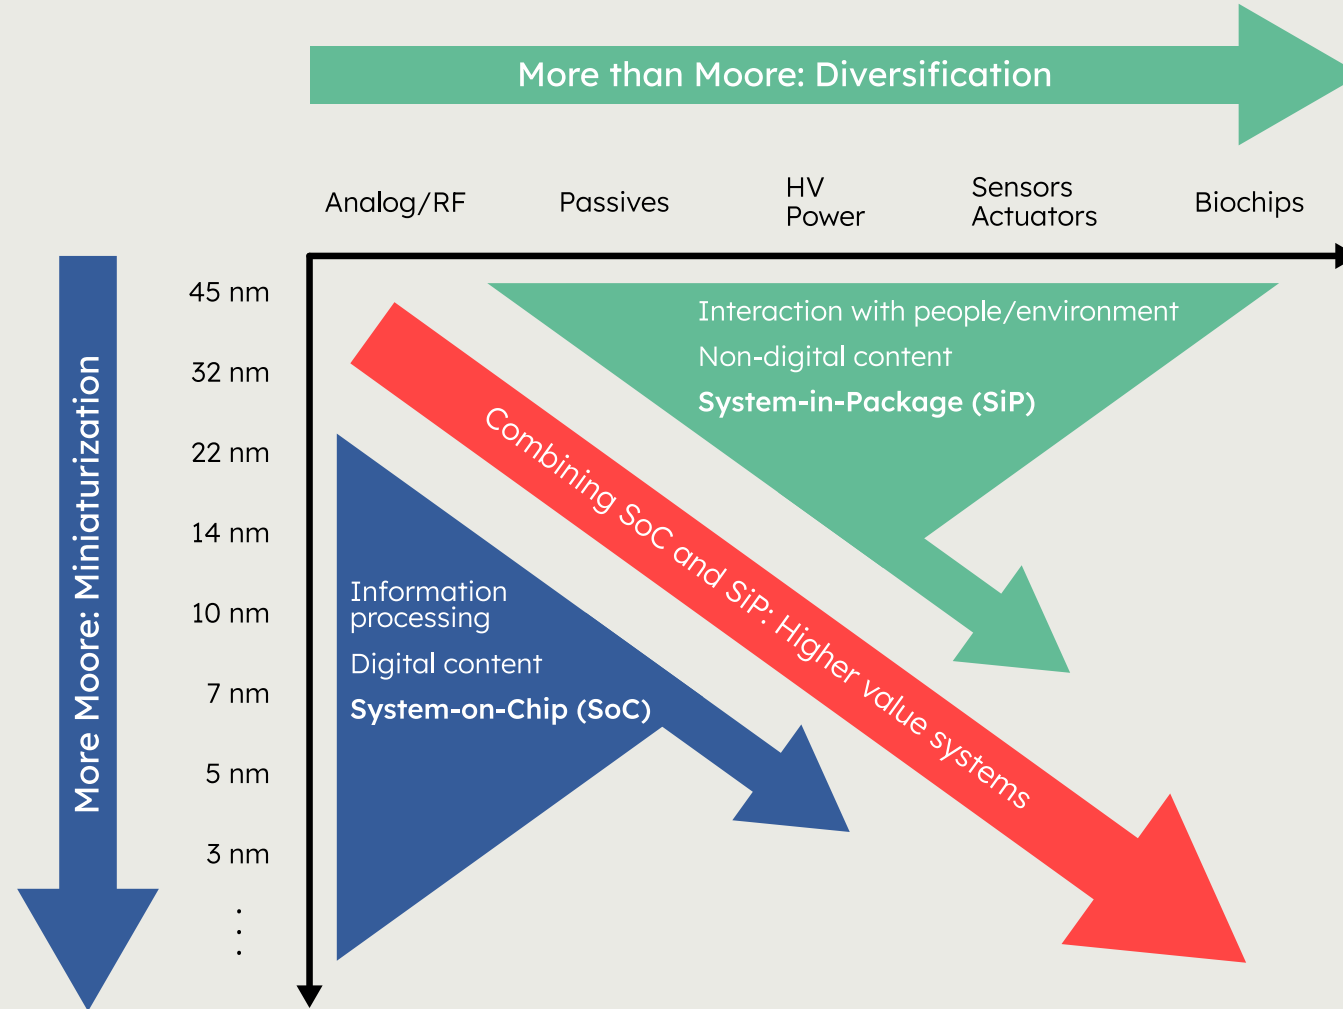 More than Moore: Diversification
Analog/RF
Passives
HV
Power
Sensors
Actuators
Biochips
More Moore: Miniaturization
45 nm
32 nm
22 nm
14 nm
10 nm
7 nm
5 nm
3 nm
.
.
.
Interaction with people/environment
Non-digital content
System-in-Package (SiP)
Combining SoC and SiP: Higher value systems
Information
processing
Digital content
System-on-Chip (SoC)